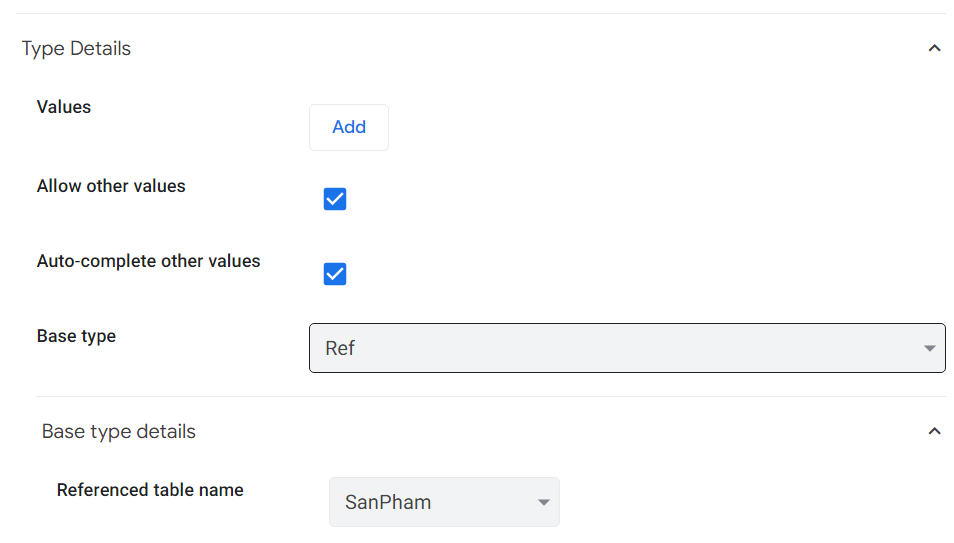 Type Details
Values
Add
Allow other values
Auto-complete other values
Base type
Ref
Base type details
Referenced table name
SanPham